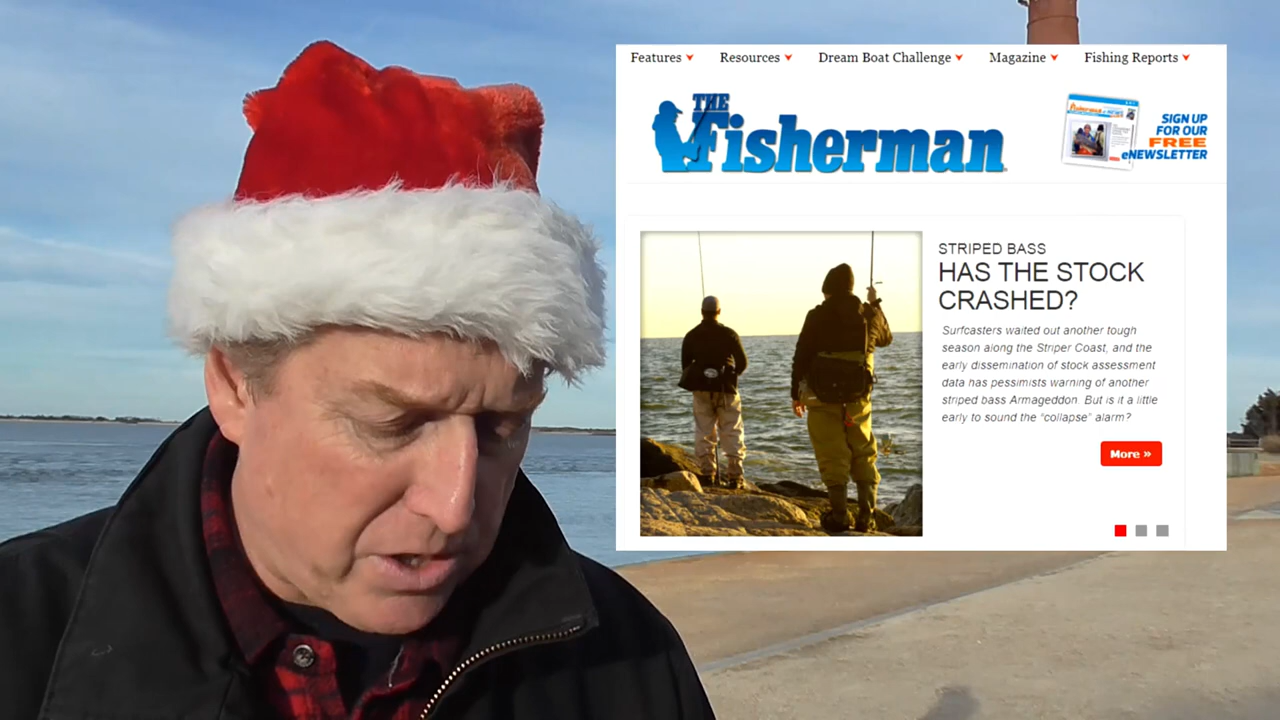 Features Resources Dream Boat Challenge Magazine Fishing Reports
THE
Fisherman
SIGN UP
FOR OUR
FREE
eNEWSLETTER
STRIPED BASS
HAS THE STOCK
CRASHED?
Surfcasters waited out another tough
season along the Striper Coast, and the
early dissemination of stock assessment
data has pessimists warning of another
striped bass Armageddon. But is it a little
early to sound the “collapse” alarm?
More »